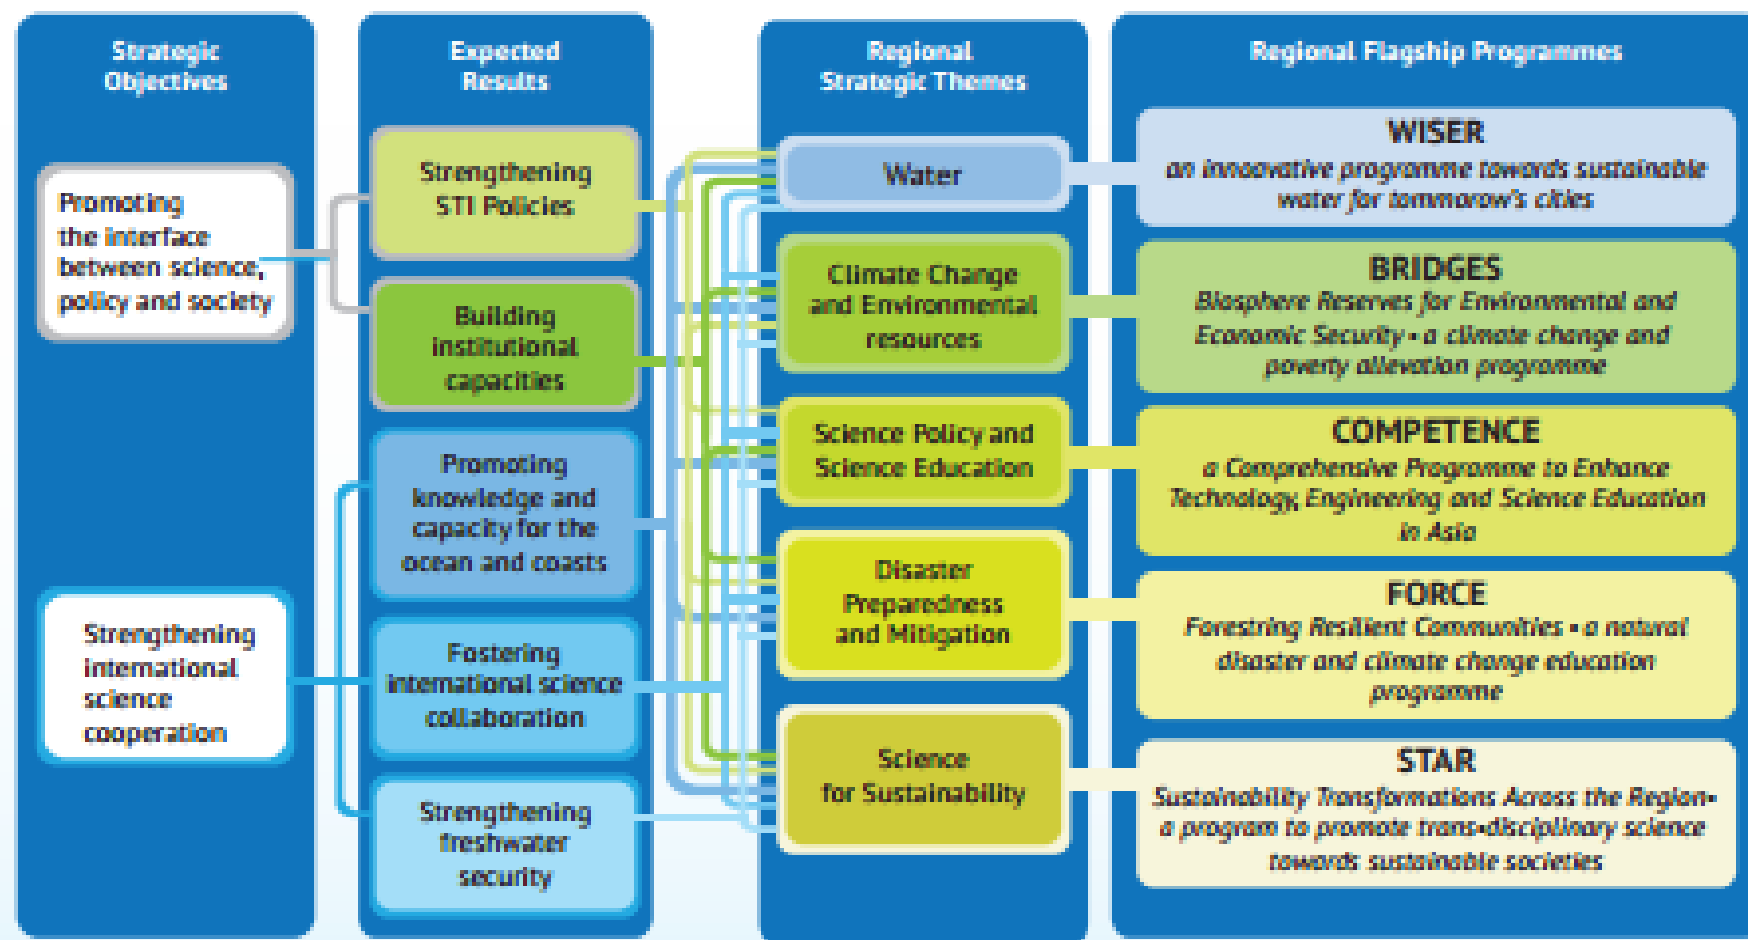 Strategic
Objectives
Promoting
the interface
between science,
policy and society
Strengthening
international
science
cooperation
Expected
Results
Strengthening
STI Policies
Building
institutional
capacities
Promoting
knowledge and
capacity for the
ocean and coasts
Fostering
international science
collaboration
Strengthening
freshwater
security
Regional
Strategic Themes
Water
Climate Change
and Environmental
resources
Science Policy and
Science Education
Disaster
Preparedness
and Mitigation
Science
for Sustainability
Regional Flagship Programmes
WISER
an innoavative programme towards sustainable
water for tommorow's cities
BRIDGES
Biosphere Reserves for Environmental and
Economic Security - a climate change and
poverty allevation programme
COMPETENCE
a Comprehensive Programme to Enhance
Technology, Engineering and Science Education
in Asia
FORCE
Forestring Resilient Communities - a natural
disaster and climate change education
programme
STAR
Sustainability Transformations Across the Region-
a program to promote trans-disciplinary science
towards sustainable societies